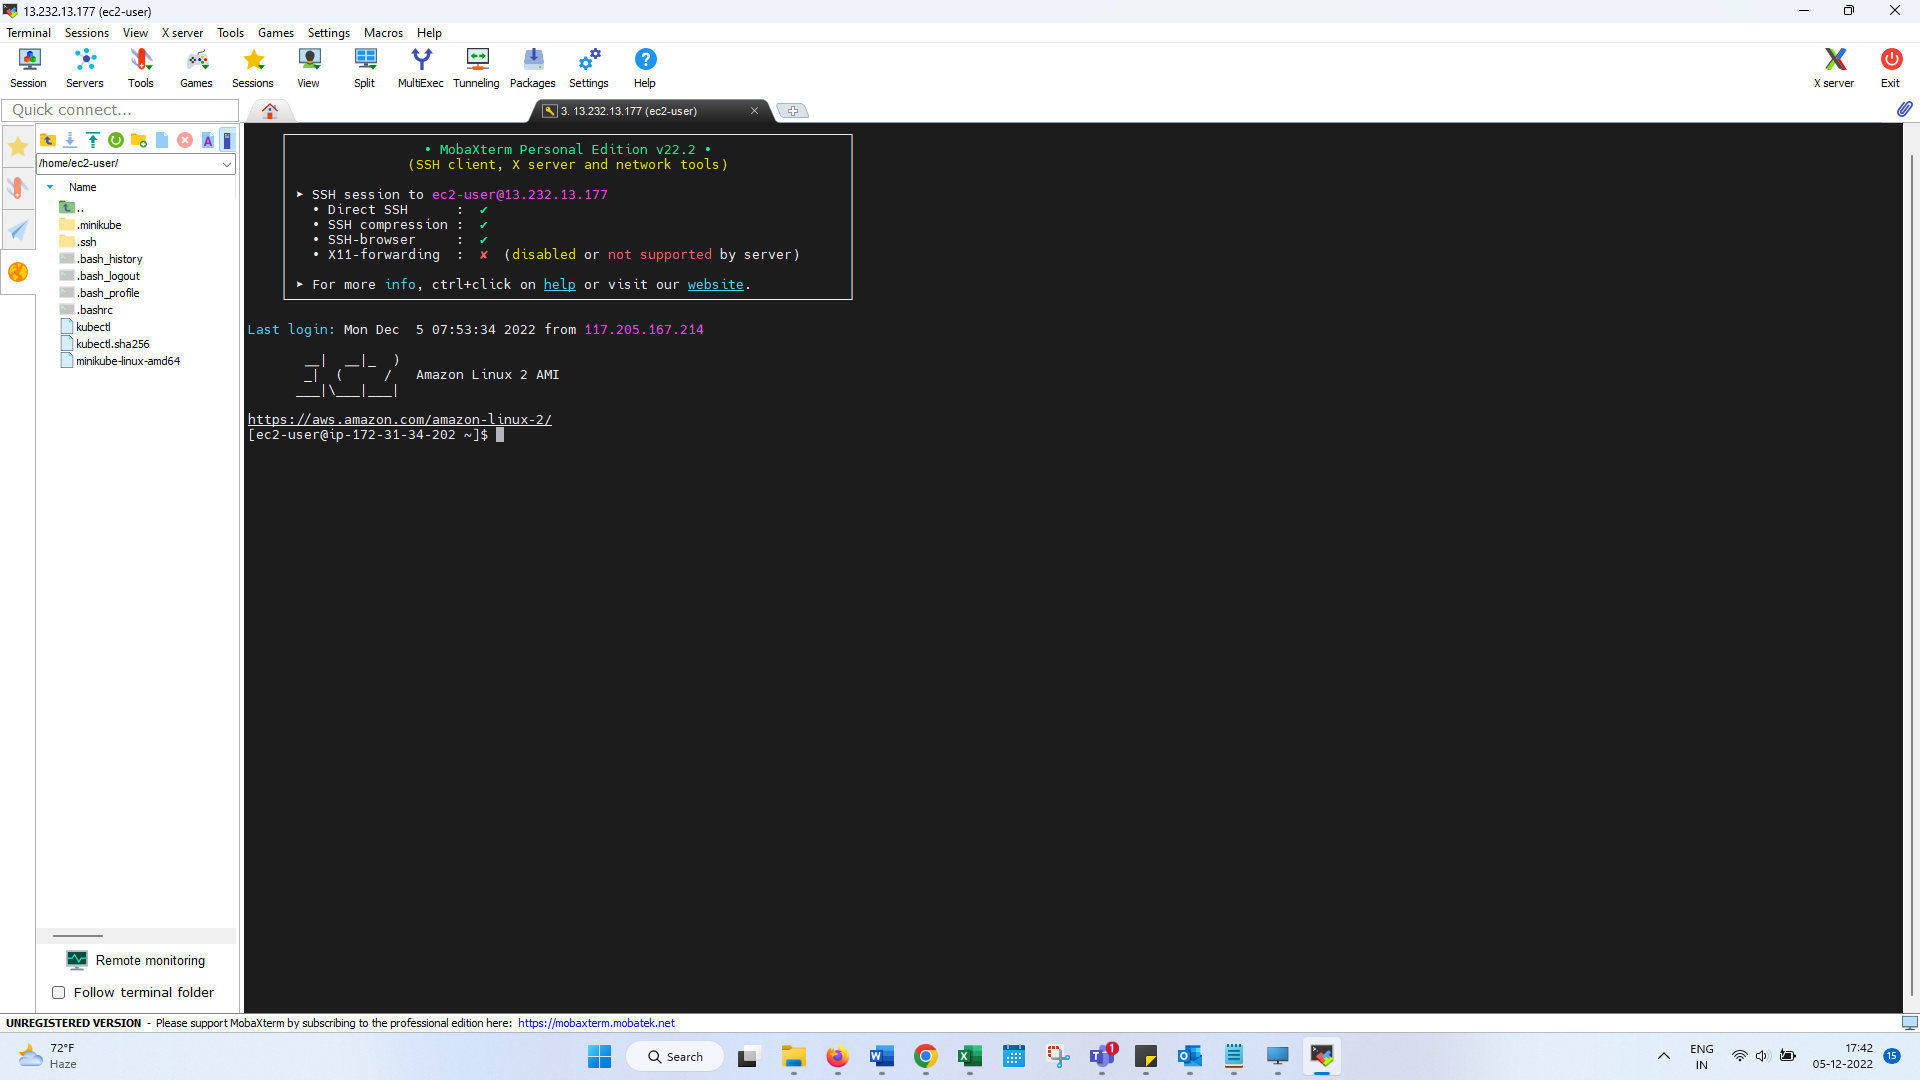 13.232.13.177 (ec2-user)
Terminal Sessions View X server Tools Games Settings Macros Help
Session Servers Tools Games Sessions View Split MultiExec Tunneling Packages Settings Help X server Exit
Quick connect...
3. 13.232.13.177 (ec2-user)
/home/ec2-user/
Name
..
.minikube
.ssh
.bash_history
.bash_logout
.bash_profile
.bashrc
kubectl
kubectl.sha256
minikube-linux-amd64
Remote monitoring
Follow terminal folder
• MobaXterm Personal Edition v22.2 •
(SSH client, X server and network tools)
➤ SSH session to ec2-user@13.232.13.177
• Direct SSH : ✔
• SSH compression : ✔
• SSH-browser : ✔
• X11-forwarding : ✘ (disabled or not supported by server)
➤ For more info, ctrl+click on help or visit our website.
Last login: Mon Dec 5 07:53:34 2022 from 117.205.167.214
__| __|_ )
_| ( / Amazon Linux 2 AMI
___|\___|___|
https://aws.amazon.com/amazon-linux-2/
[ec2-user@ip-172-31-34-202 ~]$
UNREGISTERED VERSION - Please support MobaXterm by subscribing to the professional edition here: https://mobaxterm.mobatek.net
72°F
Haze
Search
1
ENG
IN
17:42
05-12-2022
15